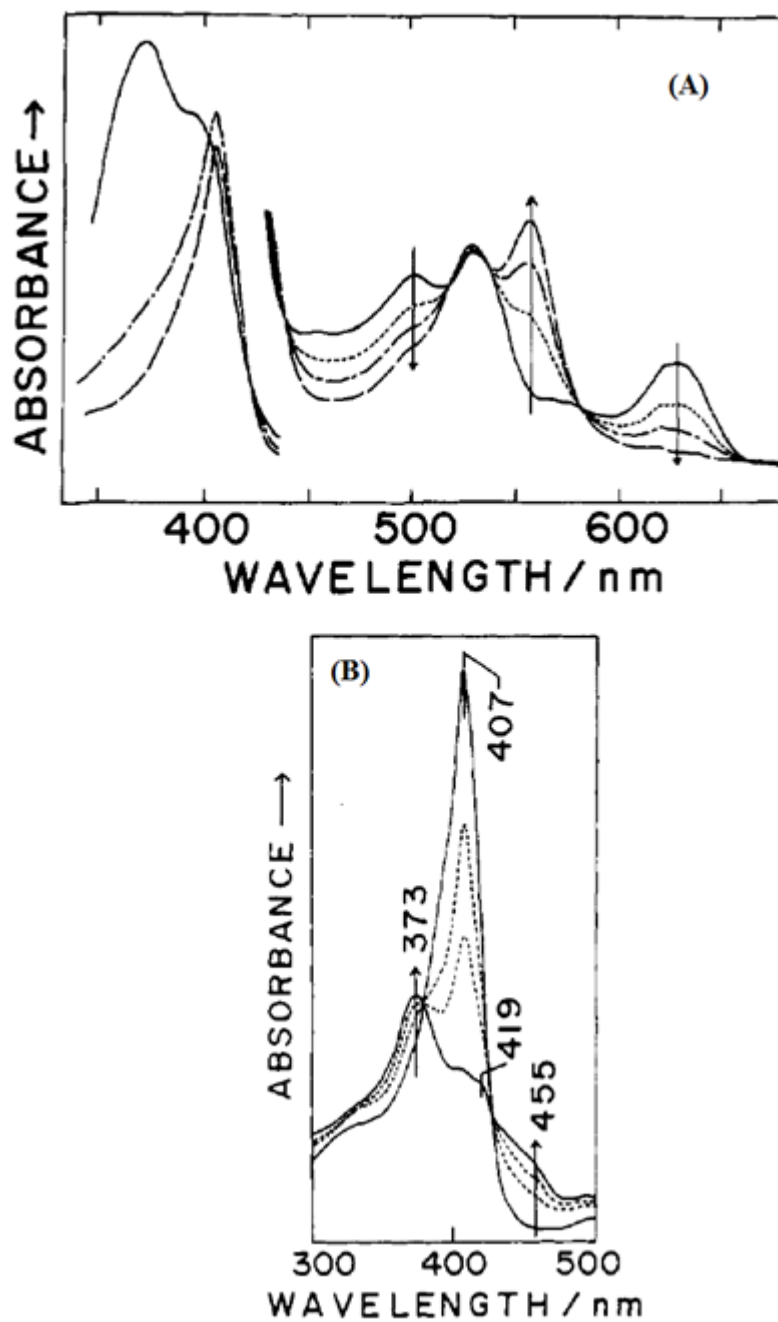 (A)
ABSORBANCE →
400 500 600
WAVELENGTH / nm
(B)
407
373
419
455
ABSORBANCE →
300 400 500
WAVELENGTH / nm